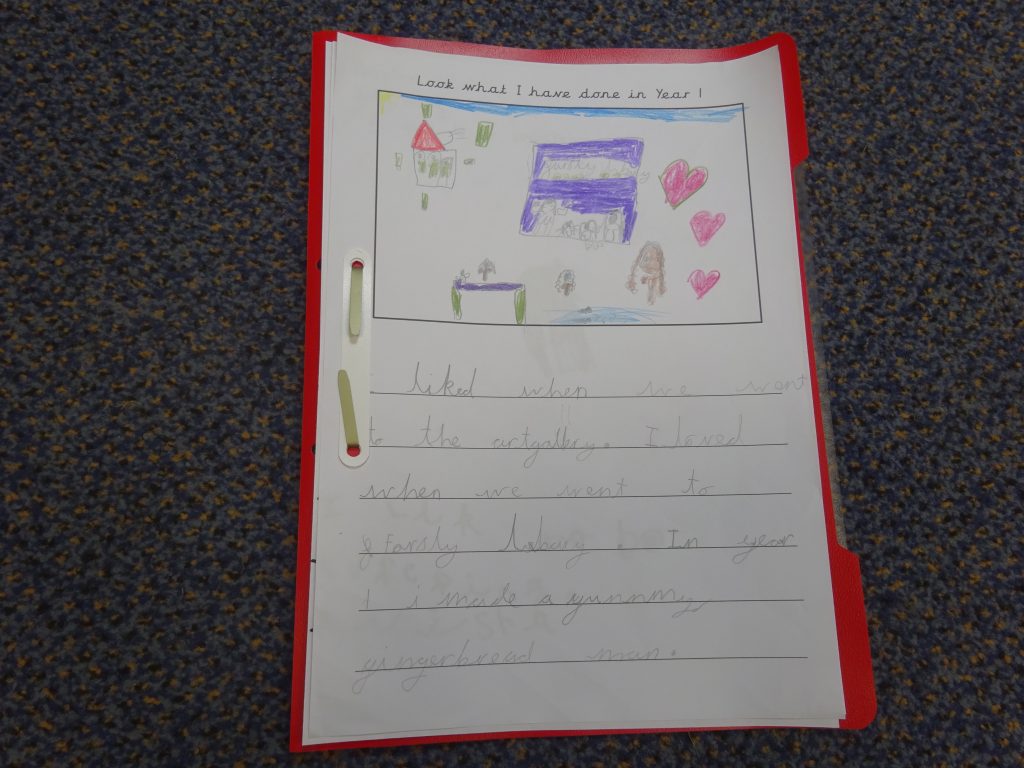 Look what I have done in Year 1
liked when we went
to the artgallery. I loved
when we went to
Farsly . In year
1 i made a yummy
gingerbread man.